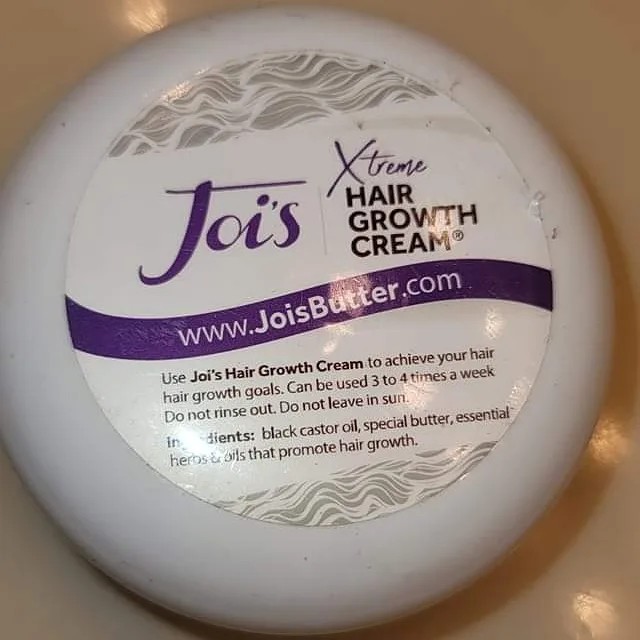 Joi's
Xtreme
HAIR
GROWTH
CREAM®
www.JoisButter.com
Use Joi's Hair Growth Cream to achieve your hair
hair growth goals. Can be used 3 to 4 times a week
Do not rinse out. Do not leave in sun.
Ingredients: black castor oil, special butter, essential
herbs & oils that promote hair growth.